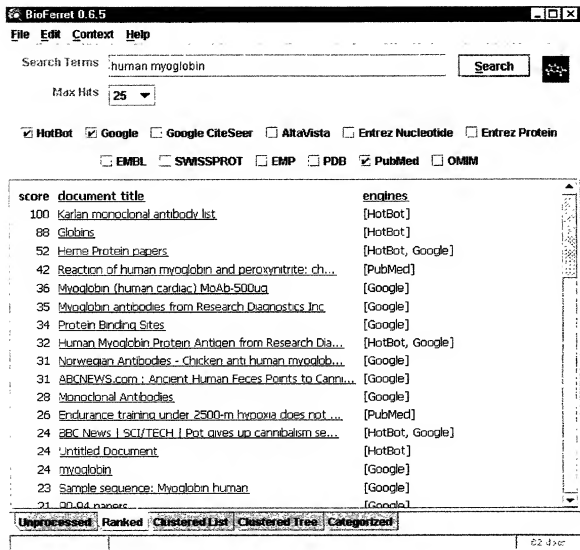 BioFerret 0.6.5
File Edit Context Help
Search Terms human myoglobin Search
Max Hits 25
HotBot Google Google CiteSeer AltaVista Entrez Nucleotide Entrez Protein
EMBL SWISSPROT EMP PDB PubMed OMIM
score document title engines
100 Karlan monoclonal antibody list [HotBot]
88 Globins [HotBot]
52 Heme Protein papers [HotBot, Google]
42 Reaction of human myoglobin and peroxynitrite: ch... [PubMed]
36 Myoglobin (human cardiac) MoAb-500ug [Google]
35 Myoglobin antibodies from Research Diagnostics Inc [Google]
34 Protein Binding Sites [Google]
32 Human Myoglobin Protein Antigen from Research Dia... [HotBot, Google]
31 Norwegian Antibodies - Chicken anti human myoglob... [Google]
31 ABCNEWS.com : Ancient Human Feces Points to Canni... [Google]
28 Monoclonal Antibodies [Google]
26 Endurance training under 2500-m hypoxia does not ... [PubMed]
24 BBC News | SCI/TECH | Pot gives up cannibalism se... [HotBot, Google]
24 Untitled Document [HotBot]
24 myoglobin [Google]
23 Sample sequence: Myoglobin human [Google]
21 90-94 papers [Google]
Unprocessed Ranked Clustered List Clustered Tree Categorized
62 docs